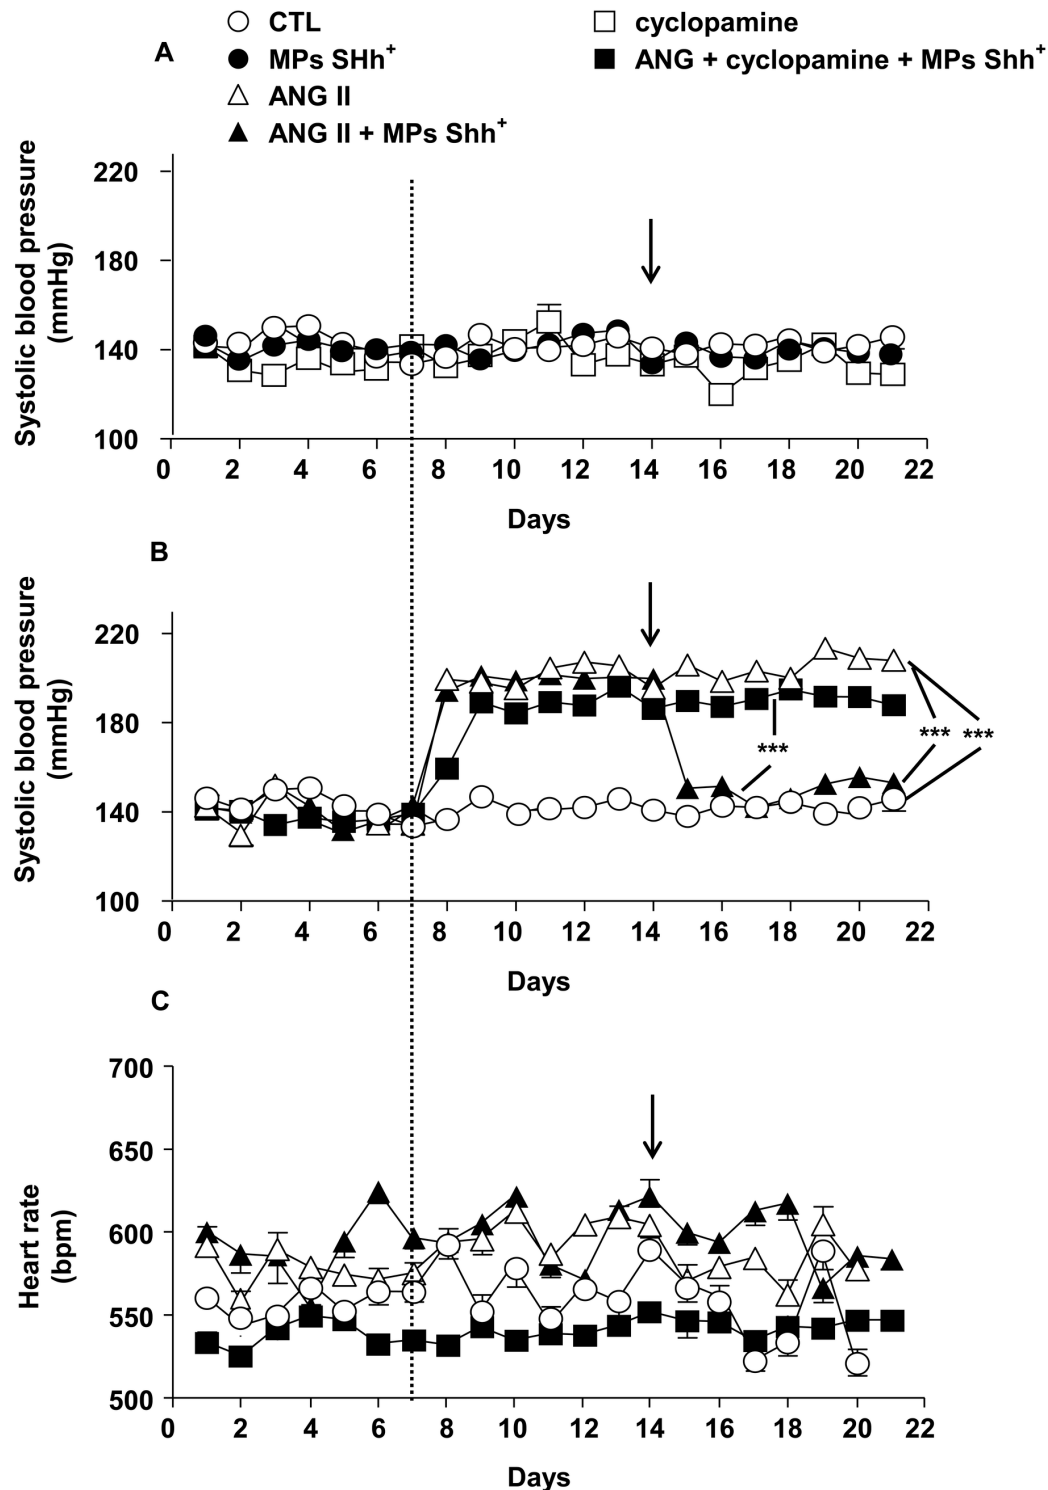 CTL
cyclopamine
A
MPs SHh+
ANG + cyclopamine + MPs Shh+
ANG II
ANG II + MPs Shh+
Systolic blood pressure
(mmHg)
220
180
140
100
0 2 4 6 8 10 12 14 16 18 20 22
Days
B
Systolic blood pressure
(mmHg)
220
180
140
100
*** *** ***
0 2 4 6 8 10 12 14 16 18 20 22
Days
C
Heart rate
(bpm)
700
650
600
550
500
0 2 4 6 8 10 12 14 16 18 20 22
Days